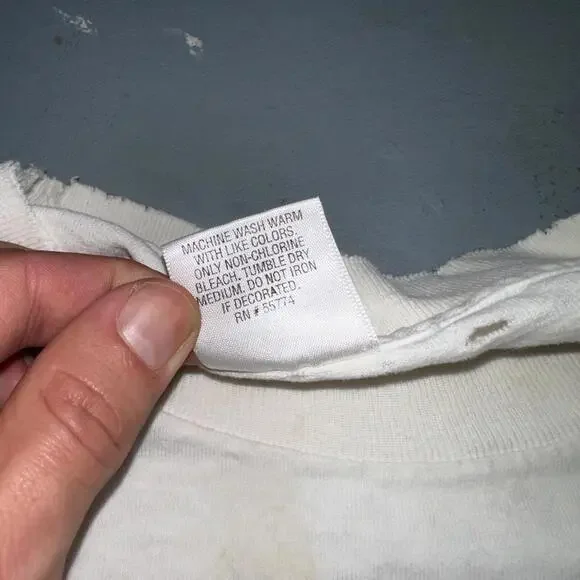 MACHINE WASH WARM
WITH LIKE COLORS.
ONLY NON-CHLORINE
BLEACH. TUMBLE DRY
MEDIUM. DO NOT IRON
IF DECORATED.
RN # 55774